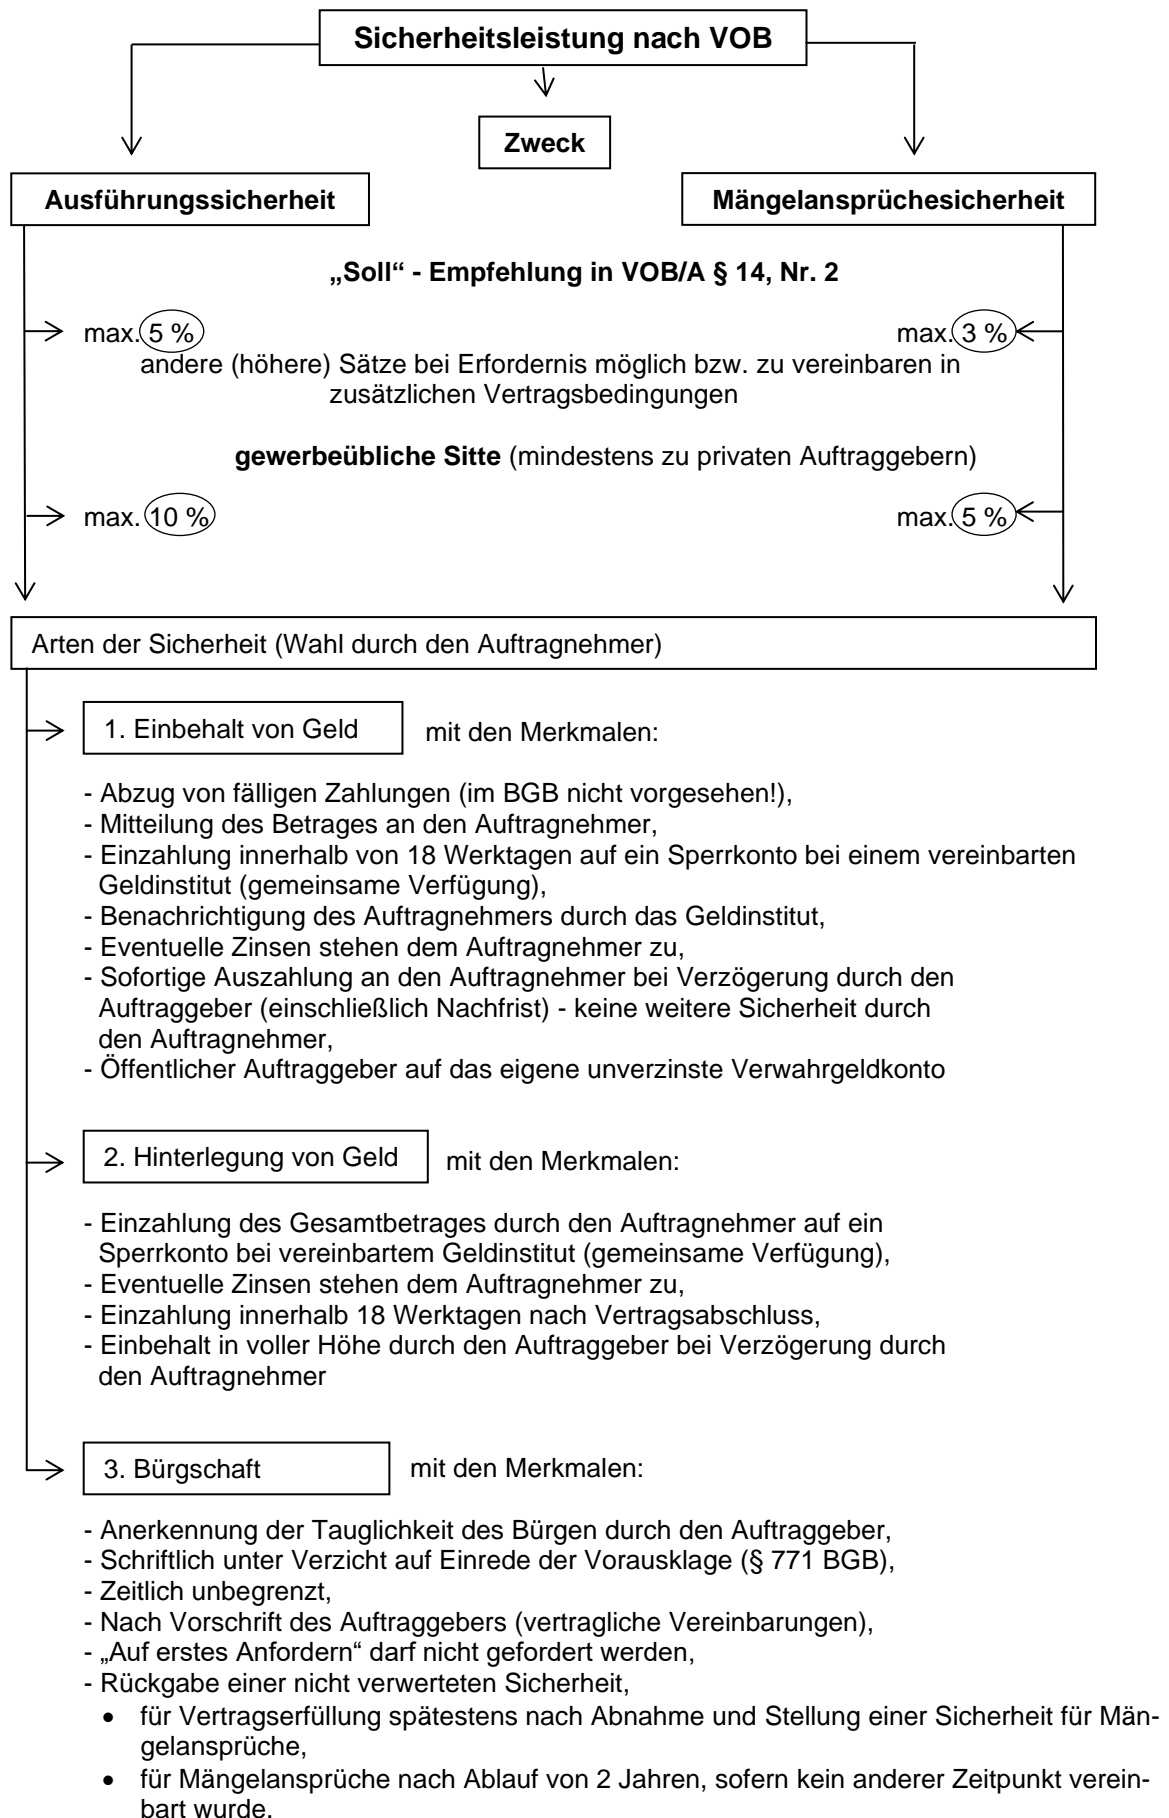 Sicherheitsleistung nach VOB
Zweck
Ausführungssicherheit
Mängelansprüchesicherheit
„Soll“ - Empfehlung in VOB/A § 14, Nr. 2
max. 5 %
max. 3 %
andere (höhere) Sätze bei Erfordernis möglich bzw. zu vereinbaren in
zusätzlichen Vertragsbedingungen
gewerbeübliche Sitte (mindestens zu privaten Auftraggebern)
max. 10 %
max. 5 %
Arten der Sicherheit (Wahl durch den Auftragnehmer)
1. Einbehalt von Geld
mit den Merkmalen:
- Abzug von fälligen Zahlungen (im BGB nicht vorgesehen!),
- Mitteilung des Betrages an den Auftragnehmer,
- Einzahlung innerhalb von 18 Werktagen auf ein Sperrkonto bei einem vereinbarten
Geldinstitut (gemeinsame Verfügung),
- Benachrichtigung des Auftragnehmers durch das Geldinstitut,
- Eventuelle Zinsen stehen dem Auftragnehmer zu,
- Sofortige Auszahlung an den Auftragnehmer bei Verzögerung durch den
Auftraggeber (einschließlich Nachfrist) - keine weitere Sicherheit durch
den Auftragnehmer,
- Öffentlicher Auftraggeber auf das eigene unverzinste Verwahrgeldkonto
2. Hinterlegung von Geld
mit den Merkmalen:
- Einzahlung des Gesamtbetrages durch den Auftragnehmer auf ein
Sperrkonto bei vereinbartem Geldinstitut (gemeinsame Verfügung),
- Eventuelle Zinsen stehen dem Auftragnehmer zu,
- Einzahlung innerhalb 18 Werktagen nach Vertragsabschluss,
- Einbehalt in voller Höhe durch den Auftraggeber bei Verzögerung durch
den Auftragnehmer
3. Bürgschaft
mit den Merkmalen:
- Anerkennung der Tauglichkeit des Bürgen durch den Auftraggeber,
- Schriftlich unter Verzicht auf Einrede der Vorausklage (§ 771 BGB),
- Zeitlich unbegrenzt,
- Nach Vorschrift des Auftraggebers (vertragliche Vereinbarungen),
- „Auf erstes Anfordern“ darf nicht gefordert werden,
- Rückgabe einer nicht verwerteten Sicherheit,
• für Vertragserfüllung spätestens nach Abnahme und Stellung einer Sicherheit für Män-
gelansprüche,
• für Mängelansprüche nach Ablauf von 2 Jahren, sofern kein anderer Zeitpunkt verein-
bart wurde.